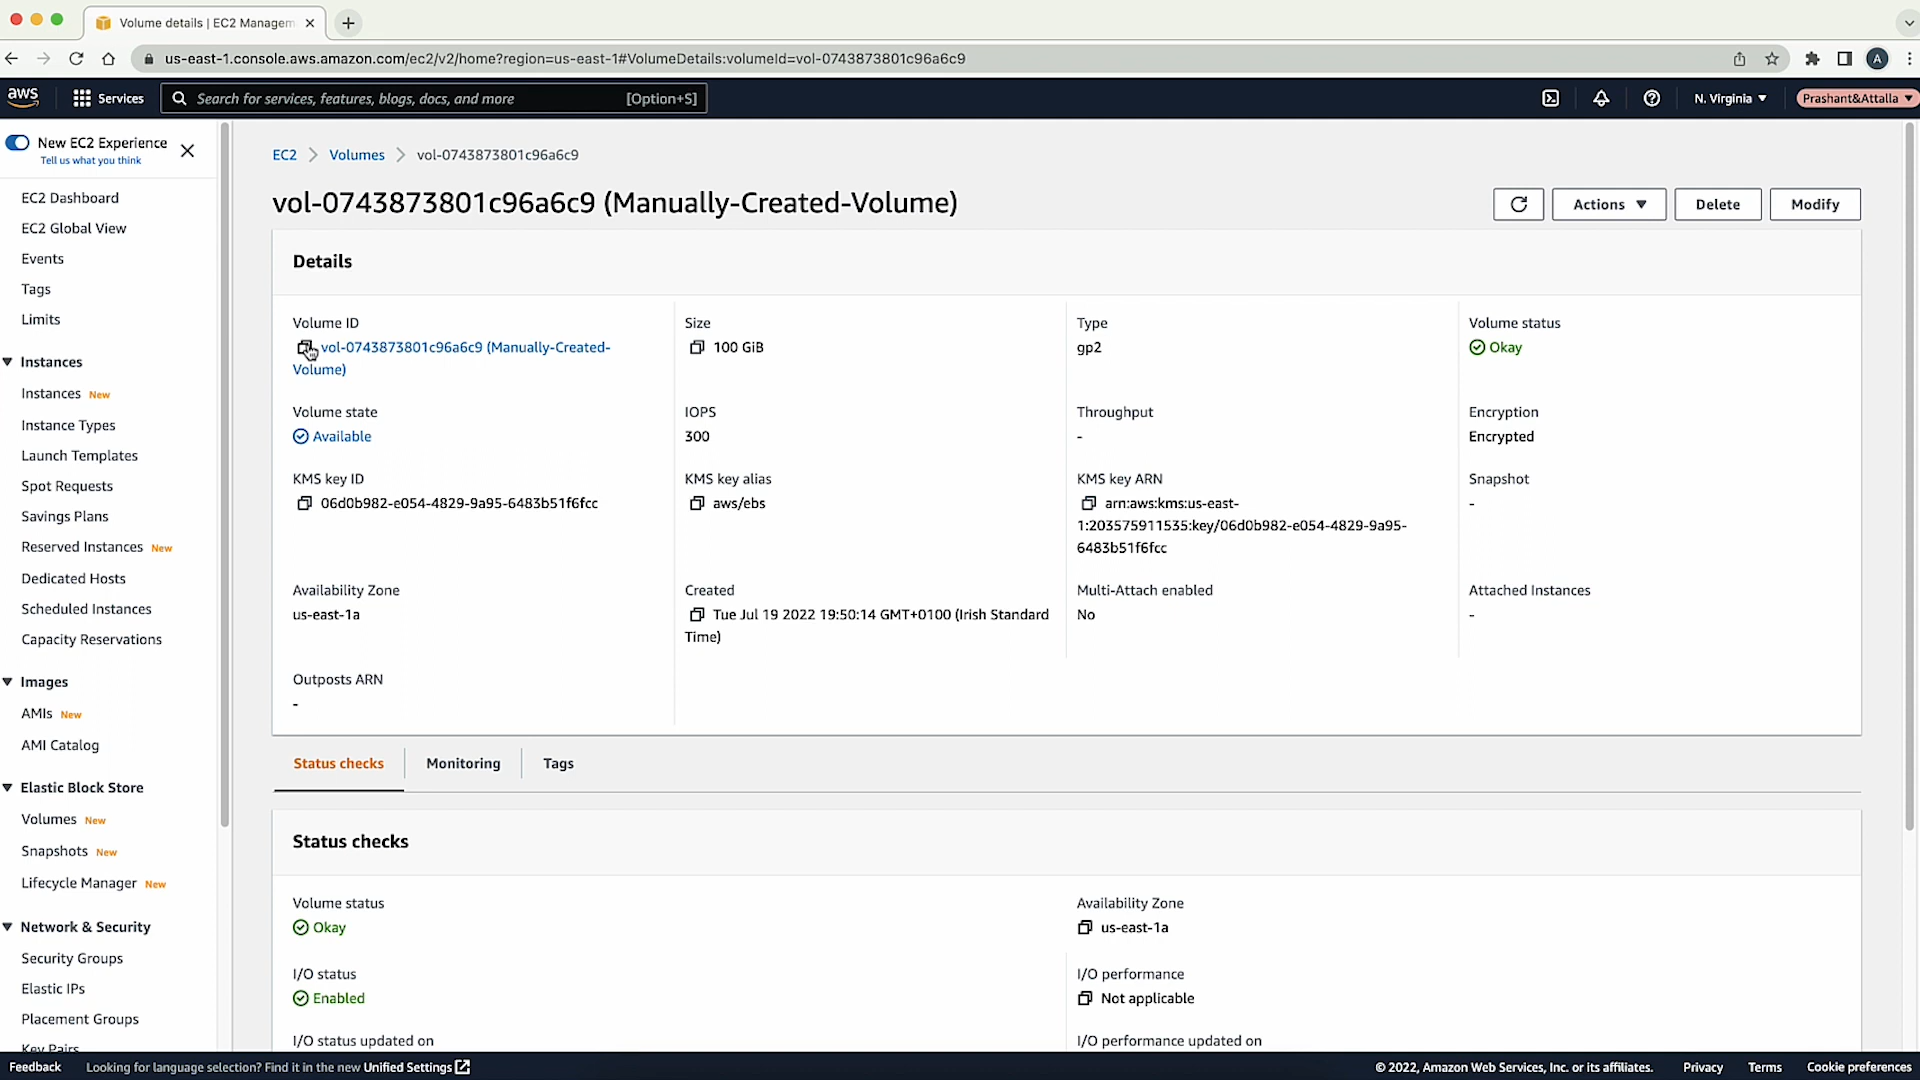 Volume details | EC2 Managem
us-east-1.console.aws.amazon.com/ec2/v2/home?region=us-east-1#VolumeDetails:volumeId=vol-0743873801c96a6c9
A
aws
Services
Search for services, features, blogs, docs, and more
[Option+S]
N. Virginia
Prashant&Attalla
New EC2 Experience
Tell us what you think
EC2 Dashboard
EC2 Global View
Events
Tags
Limits
Instances
Instances New
Instance Types
Launch Templates
Spot Requests
Savings Plans
Reserved Instances New
Dedicated Hosts
Scheduled Instances
Capacity Reservations
Images
AMIs New
AMI Catalog
Elastic Block Store
Volumes New
Snapshots New
Lifecycle Manager New
Network & Security
Security Groups
Elastic IPs
Placement Groups
Key Pairs
EC2 > Volumes > vol-0743873801c96a6c9
vol-0743873801c96a6c9 (Manually-Created-Volume)
Actions
Delete
Modify
Details
Volume ID
vol-0743873801c96a6c9 (Manually-Created-
Volume)
Size
100 GiB
Type
gp2
Volume status
Okay
Volume state
Available
IOPS
300
Throughput
-
Encryption
Encrypted
KMS key ID
06d0b982-e054-4829-9a95-6483b51f6fcc
KMS key alias
aws/ebs
KMS key ARN
arn:aws:kms:us-east-
1:203575911535:key/06d0b982-e054-4829-9a95-
6483b51f6fcc
Snapshot
-
Availability Zone
us-east-1a
Created
Tue Jul 19 2022 19:50:14 GMT+0100 (Irish Standard
Time)
Multi-Attach enabled
No
Attached Instances
-
Outposts ARN
-
Status checks
Monitoring
Tags
Status checks
Volume status
Okay
Availability Zone
us-east-1a
I/O status
Enabled
I/O performance
Not applicable
I/O status updated on
I/O performance updated on
Feedback
Looking for language selection? Find it in the new Unified Settings
© 2022, Amazon Web Services, Inc. or its affiliates.
Privacy
Terms
Cookie preferences